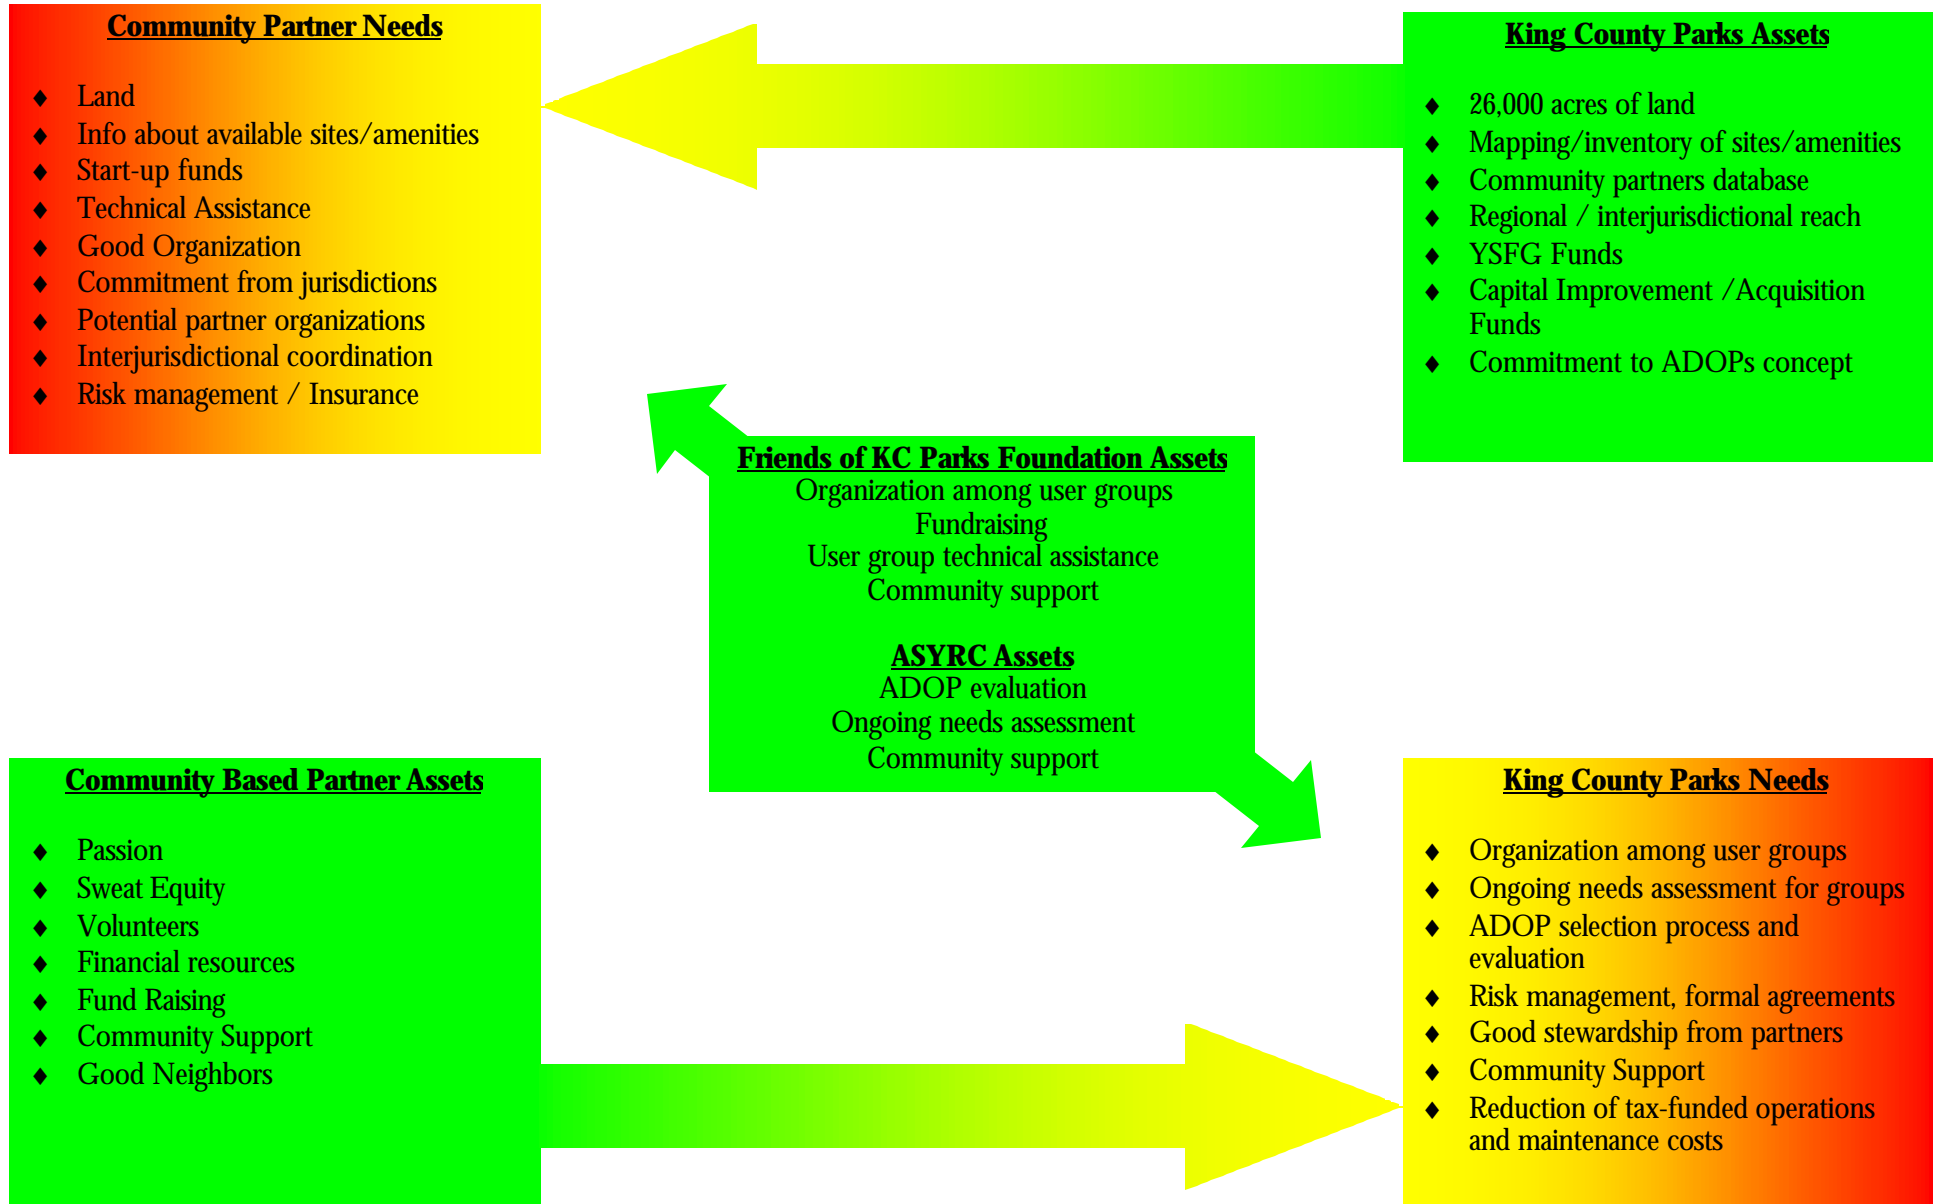 Community Partner Needs
♦ Land
♦ Info about available sites/amenities
♦ Start-up funds
♦ Technical Assistance
♦ Good Organization
♦ Commitment from jurisdictions
♦ Potential partner organizations
♦ Interjurisdictional coordination
♦ Risk management / Insurance
King County Parks Assets
♦ 26,000 acres of land
♦ Mapping/inventory of sites/amenities
♦ Community partners database
♦ Regional / interjurisdictional reach
♦ YSFG Funds
♦ Capital Improvement /Acquisition
Funds
♦ Commitment to ADOPs concept
Friends of KC Parks Foundation Assets
Organization among user groups
Fundraising
User group technical assistance
Community support
ASYRC Assets
ADOP evaluation
Ongoing needs assessment
Community support
Community Based Partner Assets
♦ Passion
♦ Sweat Equity
♦ Volunteers
♦ Financial resources
♦ Fund Raising
♦ Community Support
♦ Good Neighbors
King County Parks Needs
♦ Organization among user groups
♦ Ongoing needs assessment for groups
♦ ADOP selection process and
evaluation
♦ Risk management, formal agreements
♦ Good stewardship from partners
♦ Community Support
♦ Reduction of tax-funded operations
and maintenance costs